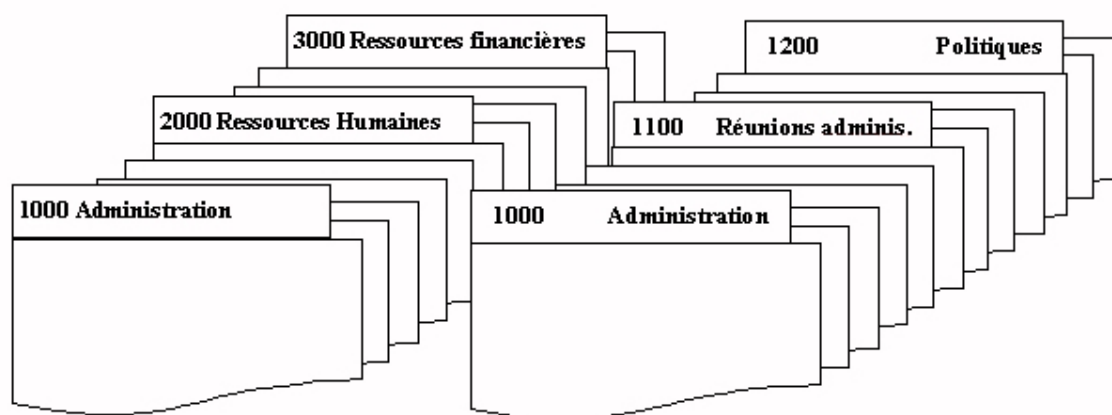 3000 Ressources financières
2000 Ressources Humaines
1000 Administration
1200 Politiques
1100 Réunions adminis.
1000 Administration